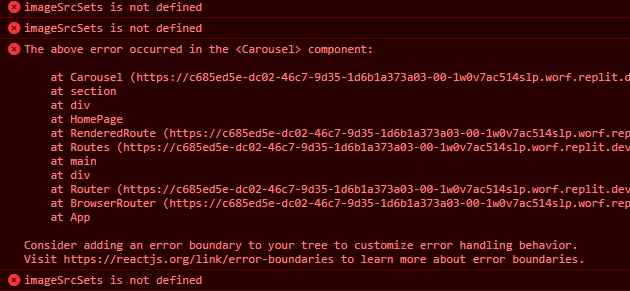 imageSrcSets is not defined
imageSrcSets is not defined
The above error occurred in the <Carousel> component:
at Carousel (https://c685ed5e-dc02-46c7-9d35-1d6b1a373a03-00-1w0v7ac514slp.worf.replit.d
at section
at div
at HomePage
at RenderedRoute (https://c685ed5e-dc02-46c7-9d35-1d6b1a373a03-00-1w0v7ac514slp.worf.rep
at Routes (https://c685ed5e-dc02-46c7-9d35-1d6b1a373a03-00-1w0v7ac514slp.worf.replit.dev
at main
at div
at Router (https://c685ed5e-dc02-46c7-9d35-1d6b1a373a03-00-1w0v7ac514slp.worf.replit.dev
at BrowserRouter (https://c685ed5e-dc02-46c7-9d35-1d6b1a373a03-00-1w0v7ac514slp.worf.rep
at App
Consider adding an error boundary to your tree to customize error handling behavior.
Visit https://reactjs.org/link/error-boundaries to learn more about error boundaries.
imageSrcSets is not defined